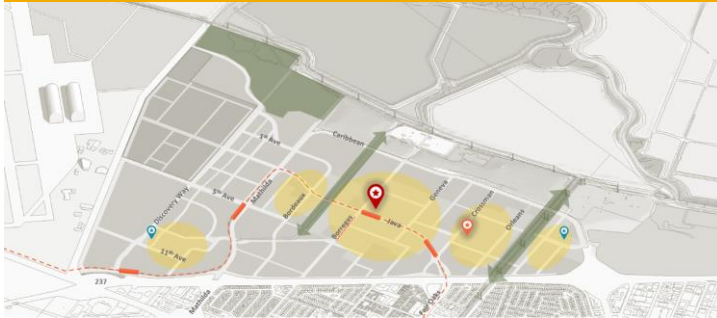 Caribbean
1st Ave
Mathilda
5th Ave
Bordeaux
Geneva
Crossman
Discovery Way
Orleans
Borregas
Java
11th Ave
237
Mathilda
Fair Oaks